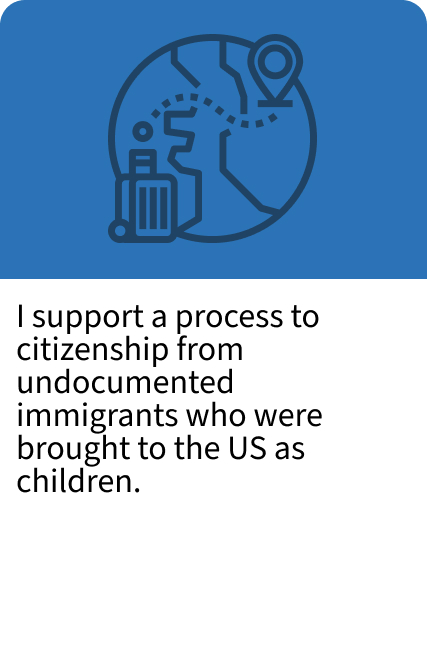 I support a process to
citizenship from
undocumented
immigrants who were
brought to the US as
children.